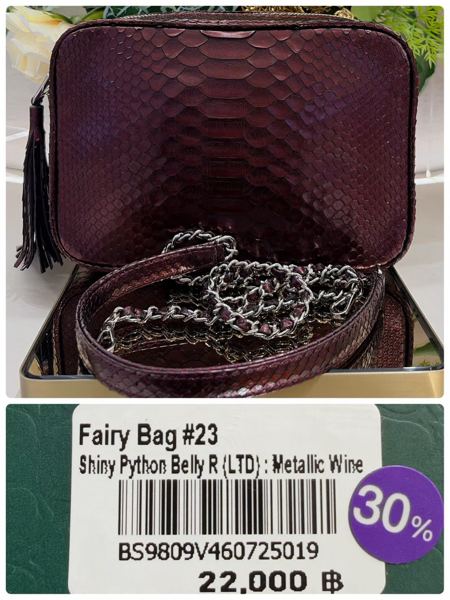 Fairy Bag #23
Shiny Python Belly R (LTD) : Metallic Wine
30%
BS9809V460725019
22,000 ฿